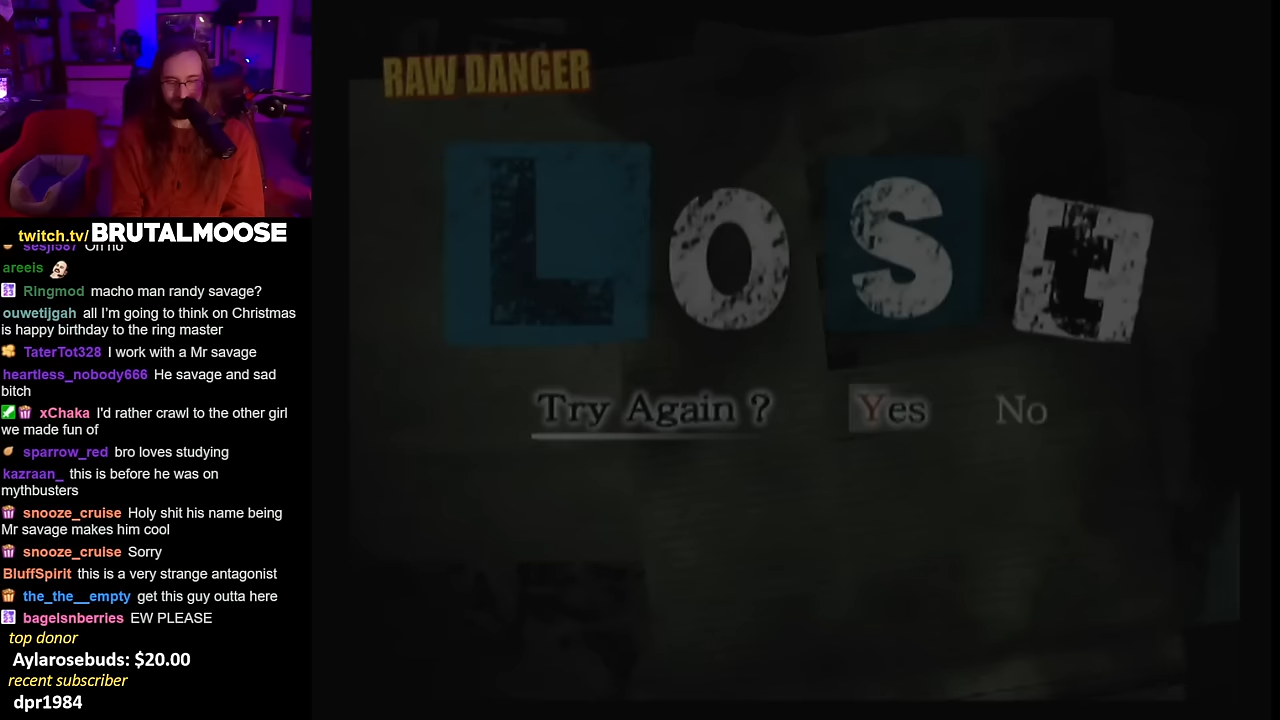 RAW DANGER
LOSt
Try Again ? Yes No
twitch.tv/BRUTALMOOSE
sesji587 Oh no
areeis
Ringmod macho man randy savage?
ouwetijgah all I'm going to think on Christmas
is happy birthday to the ring master
TaterTot328 I work with a Mr savage
heartless_nobody666 He savage and sad
bitch
xChaka I'd rather crawl to the other girl
we made fun of
sparrow_red bro loves studying
kazraan_ this is before he was on
mythbusters
snooze_cruise Holy shit his name being
Mr savage makes him cool
snooze_cruise Sorry
BluffSpirit this is a very strange antagonist
the_the__empty get this guy outta here
bagelsnberries EW PLEASE
top donor
Aylarosebuds: $20.00
recent subscriber
dpr1984